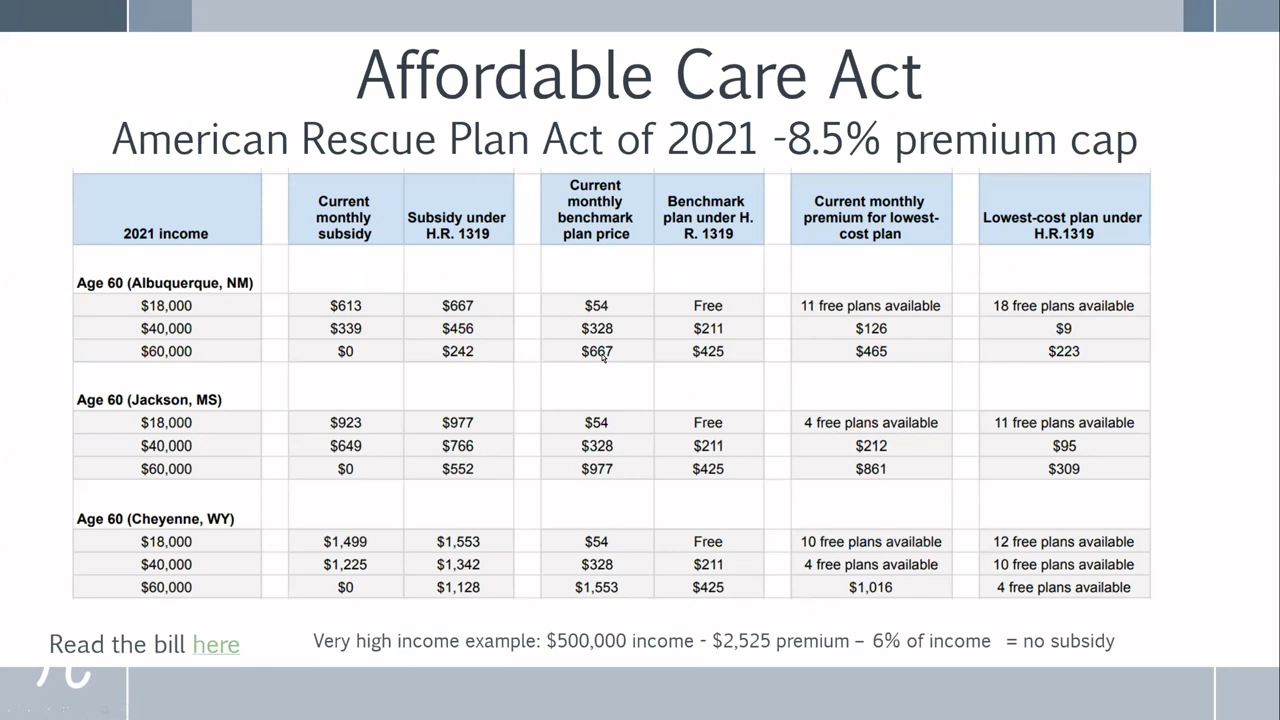 Affordable Care Act
American Rescue Plan Act of 2021 -8.5% premium cap
2021 income
Current
monthly
subsidy
Subsidy under
H.R. 1319
Current
monthly
benchmark
plan price
Benchmark
plan under H.
R. 1319
Current monthly
premium for lowest-
cost plan
Lowest-cost plan under
H.R.1319
Age 60 (Albuquerque, NM)
$18,000 $613 $667 $54 Free 11 free plans available 18 free plans available
$40,000 $339 $456 $328 $211 $126 $9
$60,000 $0 $242 $667 $425 $465 $223
Age 60 (Jackson, MS)
$18,000 $923 $977 $54 Free 4 free plans available 11 free plans available
$40,000 $649 $766 $328 $211 $212 $95
$60,000 $0 $552 $977 $425 $861 $309
Age 60 (Cheyenne, WY)
$18,000 $1,499 $1,553 $54 Free 10 free plans available 12 free plans available
$40,000 $1,225 $1,342 $328 $211 4 free plans available 10 free plans available
$60,000 $0 $1,128 $1,553 $425 $1,016 4 free plans available
Read the bill here
Very high income example: $500,000 income - $2,525 premium – 6% of income = no subsidy